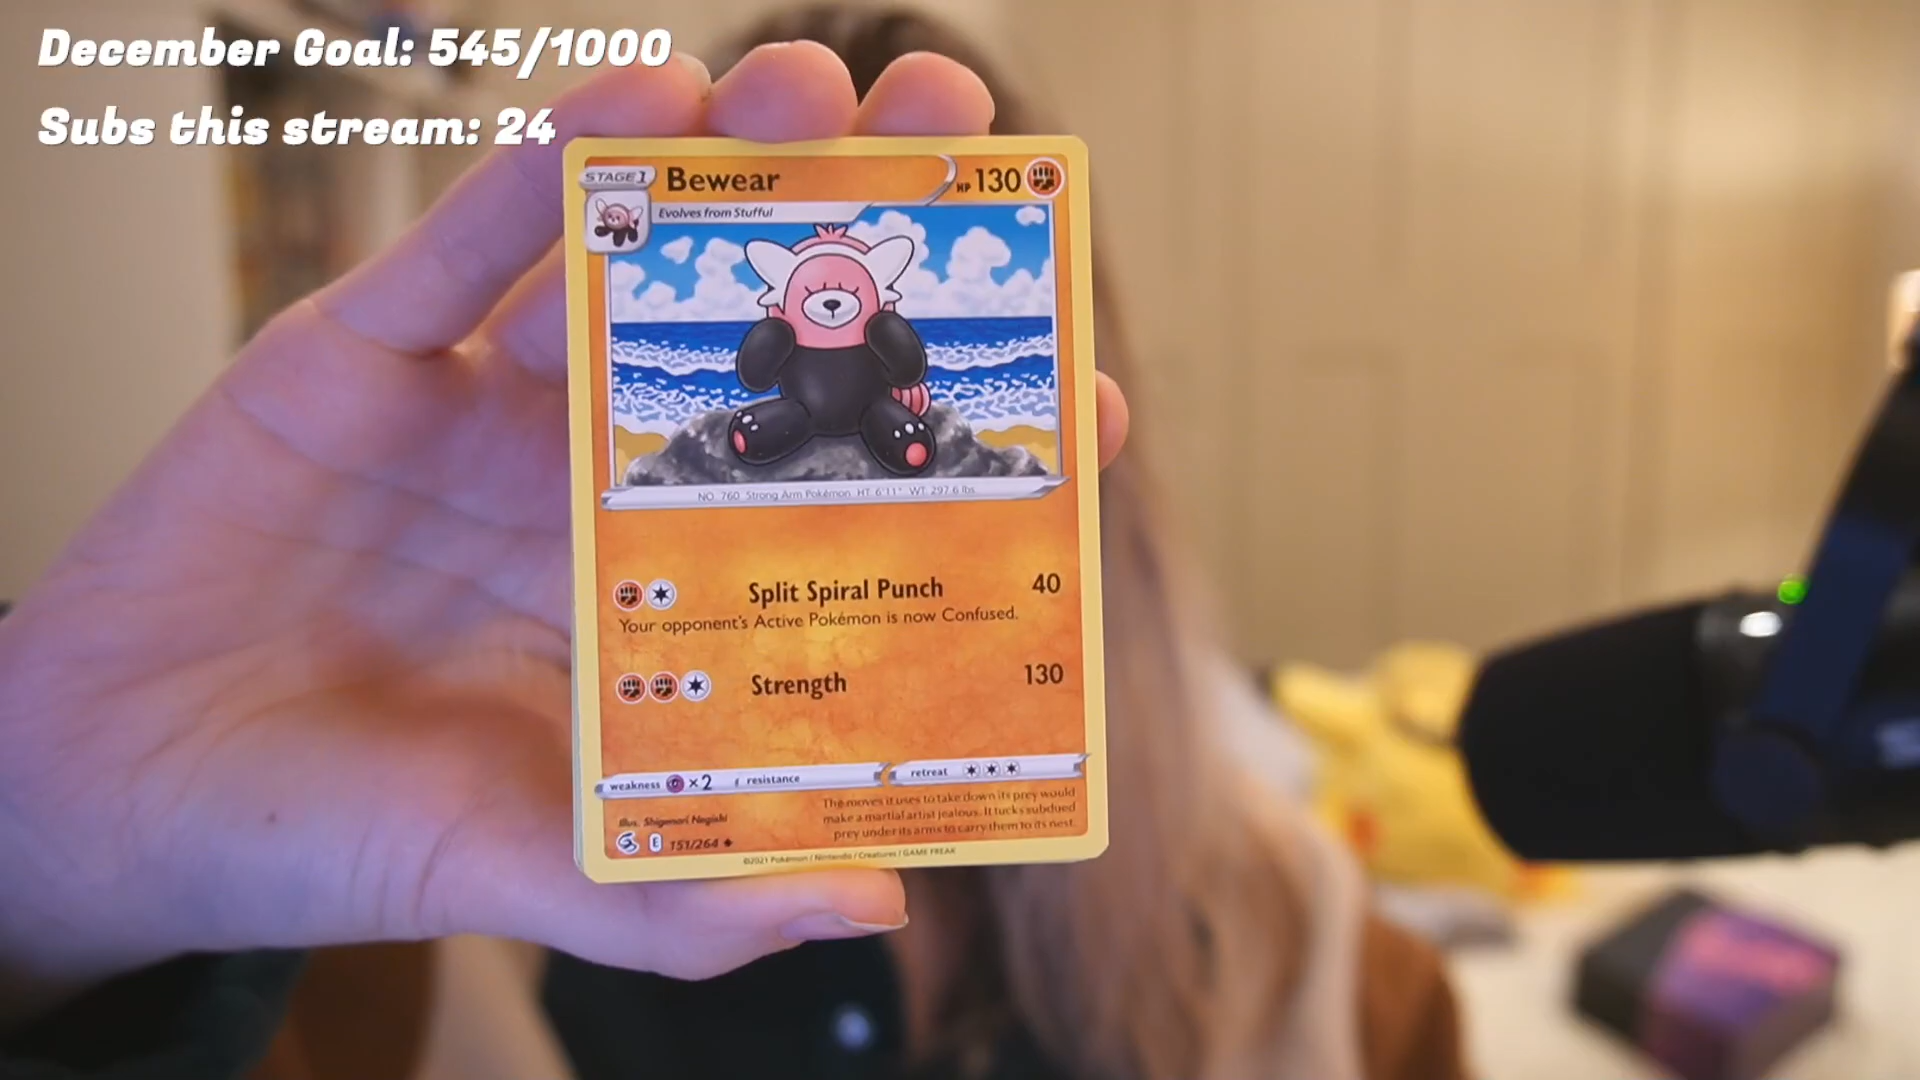 December Goal: 545/1000
Subs this stream: 24
STAGE 1 Bewear HP 130
Evolves from Stufful
NO. 760 Strong Arm Pokémon HT 6'11" WT 297.6 lbs.
Split Spiral Punch 40
Your opponent's Active Pokémon is now Confused.
Strength 130
weakness ×2 resistance retreat
The moves it uses to take down its prey would
make a martial artist jealous. It tucks subdued
prey under its arms to carry them to its nest.
Illus. Shigenori Negishi
E 151/264
©2021 Pokémon / Nintendo / Creatures / GAME FREAK